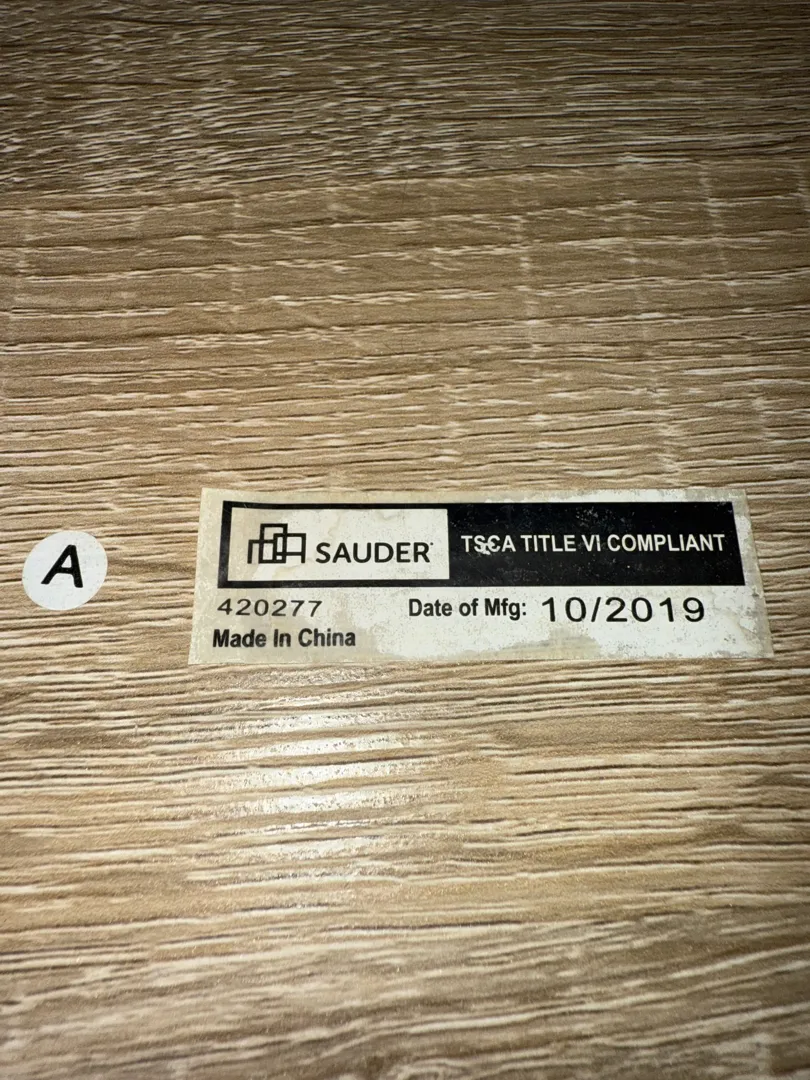 A
SAUDER
TSCA TITLE VI COMPLIANT
420277
Date of Mfg: 10/2019
Made In China